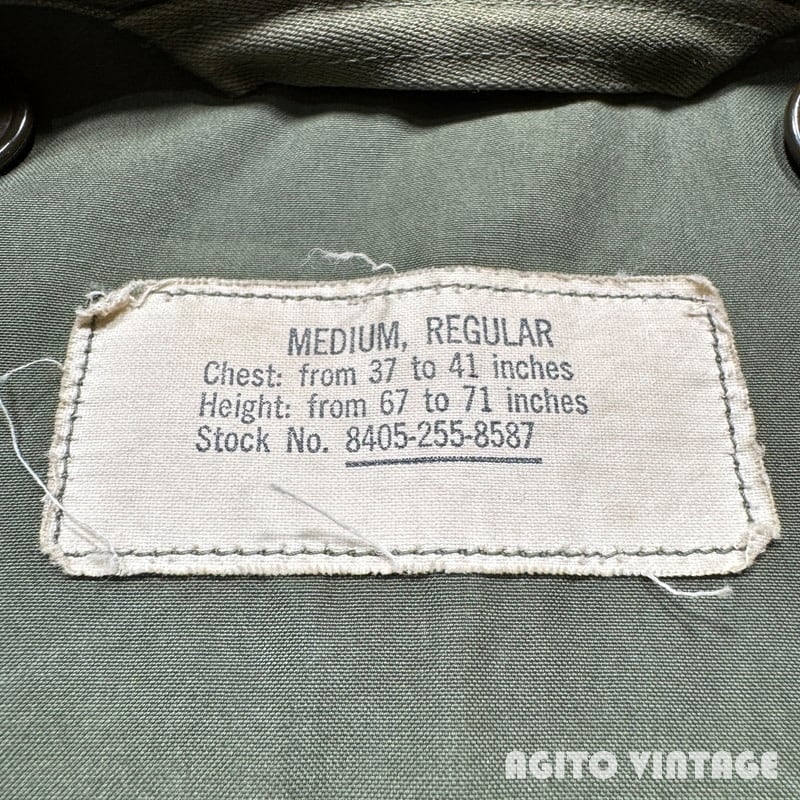 MEDIUM, REGULAR
Chest: from 37 to 41 inches
Height: from 67 to 71 inches
Stock No. 8405-255-8587
AGITO VINTAGE